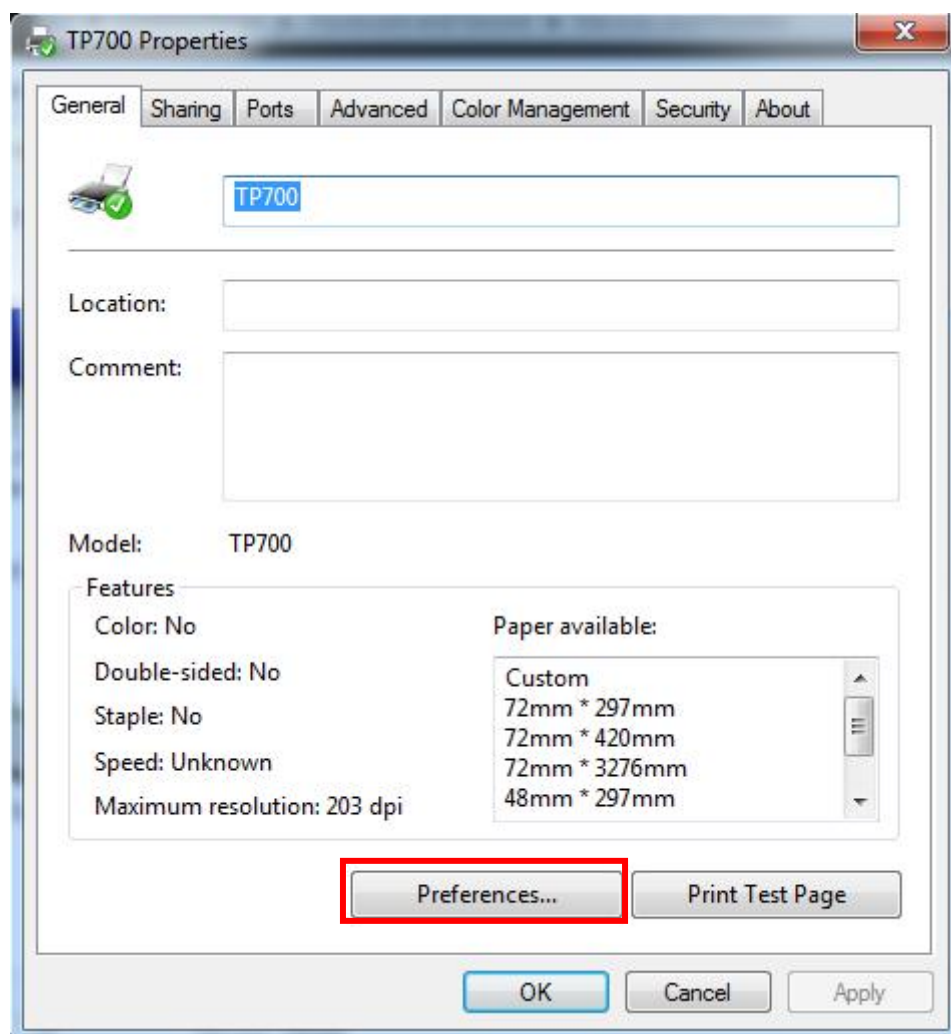 TP700 Properties
General Sharing Ports Advanced Color Management Security About
TP700
Location:
Comment:
Model: TP700
Features
Color: No
Double-sided: No
Staple: No
Speed: Unknown
Maximum resolution: 203 dpi
Paper available:
Custom
72mm * 297mm
72mm * 420mm
72mm * 3276mm
48mm * 297mm
Preferences... Print Test Page
OK Cancel Apply